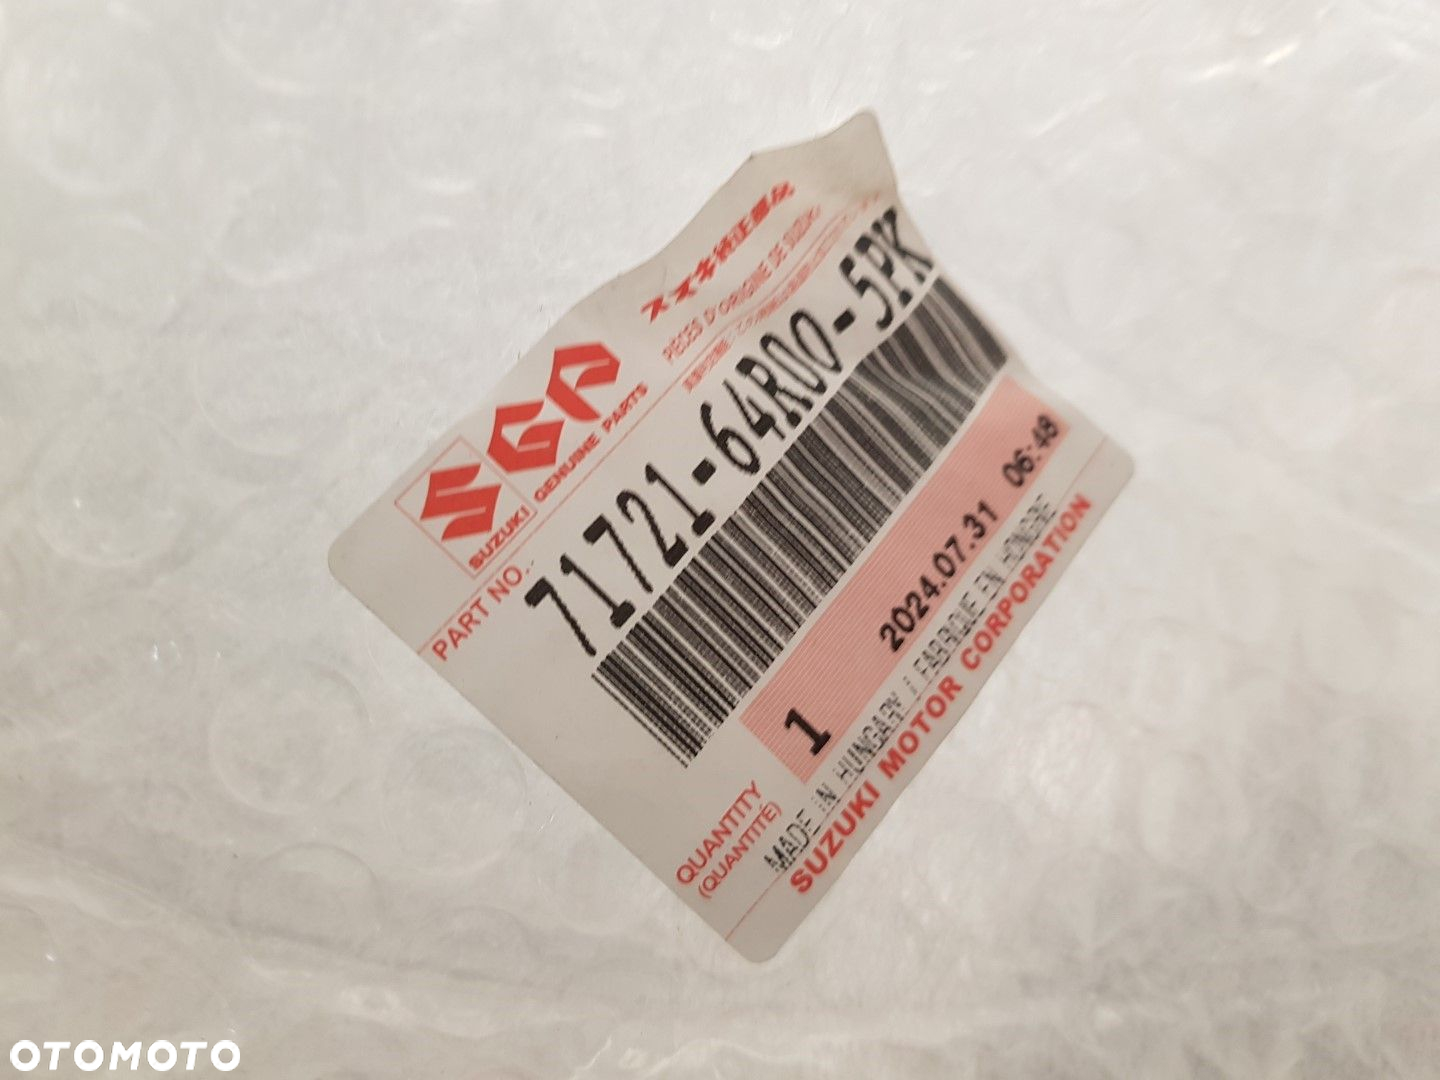 SGP
SUZUKI GENUINE PARTS
スズキ純正部品
PIECES D'ORIGINE DE SUZUKI
PART NO.
71721-64R00-5PK
QUANTITY
(QUANTITÉ)
1
2024.07.31 06:48
MADE IN HUNGARY / FABRIQUE EN HONGRIE
SUZUKI MOTOR CORPORATION
OTOMOTO